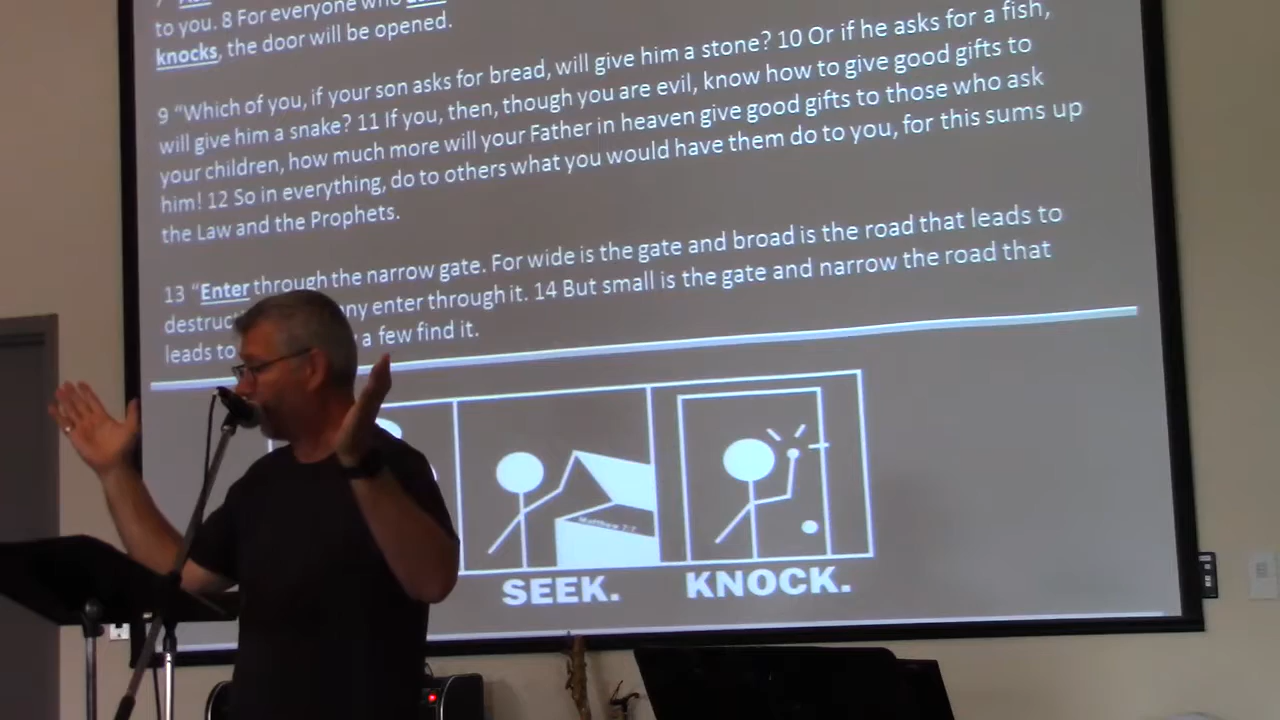 to you. 8 For everyone who
knocks, the door will be opened.
9 “Which of you, if your son asks for bread, will give him a stone? 10 Or if he asks for a fish,
will give him a snake? 11 If you, then, though you are evil, know how to give good gifts to
your children, how much more will your Father in heaven give good gifts to those who ask
him! 12 So in everything, do to others what you would have them do to you, for this sums up
the Law and the Prophets.
13 “Enter through the narrow gate. For wide is the gate and broad is the road that leads to
destruc ny enter through it. 14 But small is the gate and narrow the road that
leads to a few find it.
Matthew 7:7
SEEK. KNOCK.